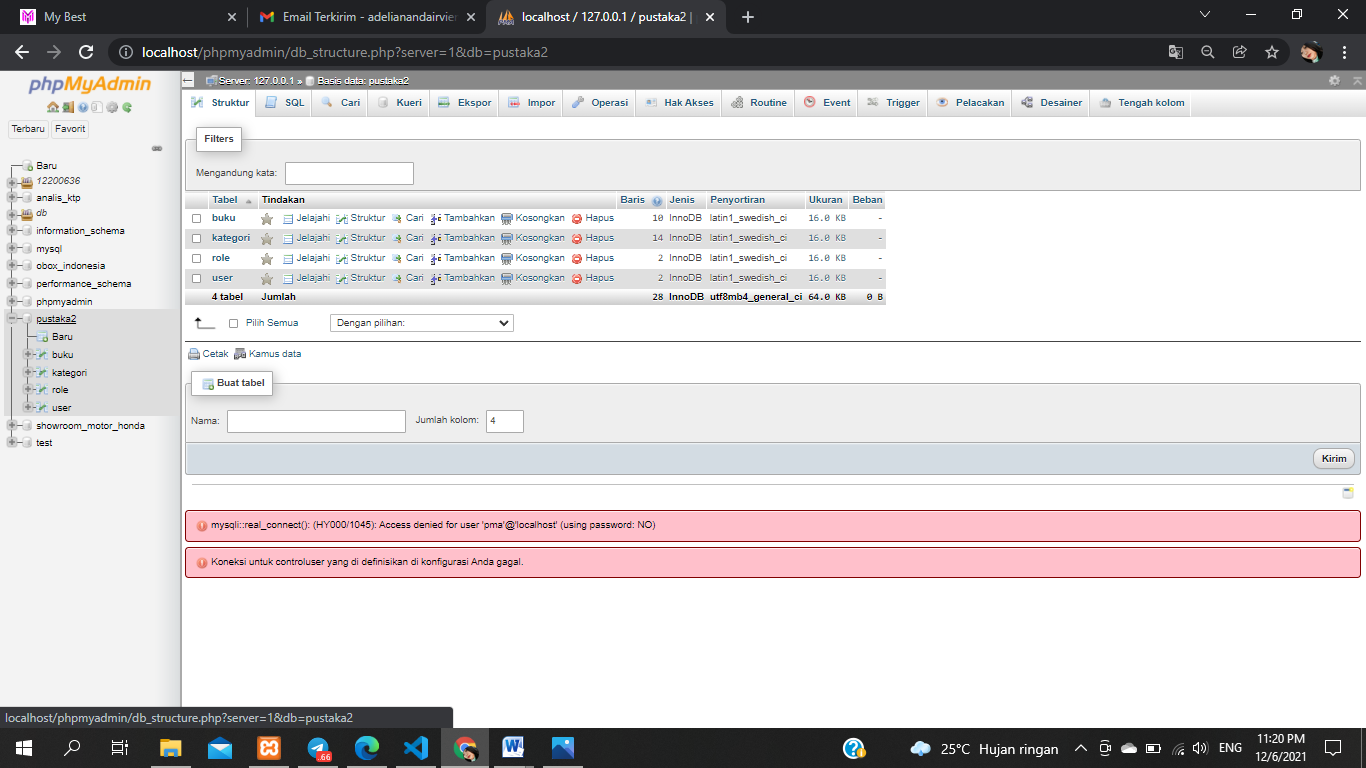 My Best
Email Terkirim - adelianandairvier
localhost / 127.0.0.1 / pustaka2 |
localhost/phpmyadmin/db_structure.php?server=1&db=pustaka2
phpMyAdmin
Terbaru Favorit
Baru
12200636
analis_ktp
db
information_schema
mysql
obox_indonesia
performance_schema
phpmyadmin
pustaka2
Baru
buku
kategori
role
user
showroom_motor_honda
test
Server: 127.0.0.1 » Basis data: pustaka2
Struktur SQL Cari Kueri Ekspor Impor Operasi Hak Akses Routine Event Trigger Pelacakan Desainer Tengah kolom
Filters
Mengandung kata:
Tabel Tindakan Baris Jenis Penyortiran Ukuran Beban
buku Jelajahi Struktur Cari Tambahkan Kosongkan Hapus 10 InnoDB latin1_swedish_ci 16.0 KB -
kategori Jelajahi Struktur Cari Tambahkan Kosongkan Hapus 14 InnoDB latin1_swedish_ci 16.0 KB -
role Jelajahi Struktur Cari Tambahkan Kosongkan Hapus 2 InnoDB latin1_swedish_ci 16.0 KB -
user Jelajahi Struktur Cari Tambahkan Kosongkan Hapus 2 InnoDB latin1_swedish_ci 16.0 KB -
4 tabel Jumlah 28 InnoDB utf8mb4_general_ci 64.0 KB 0 B
Pilih Semua Dengan pilihan:
Cetak Kamus data
Buat tabel
Nama: Jumlah kolom: 4
Kirim
mysqli::real_connect(): (HY000/1045): Access denied for user 'pma'@'localhost' (using password: NO)
Koneksi untuk controluser yang di definisikan di konfigurasi Anda gagal.
localhost/phpmyadmin/db_structure.php?server=1&db=pustaka2
66
25°C Hujan ringan
ENG
11:20 PM
12/6/2021